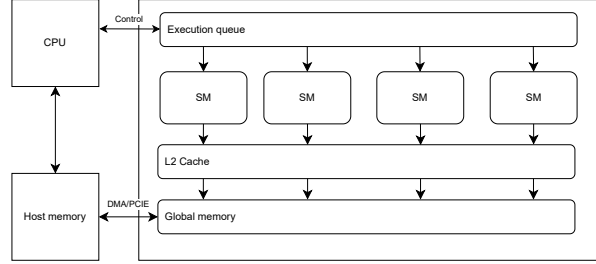 Control
Execution queue
CPU
SM
SM
SM
SM
L2 Cache
DMA/PCIE
Host memory
Global memory